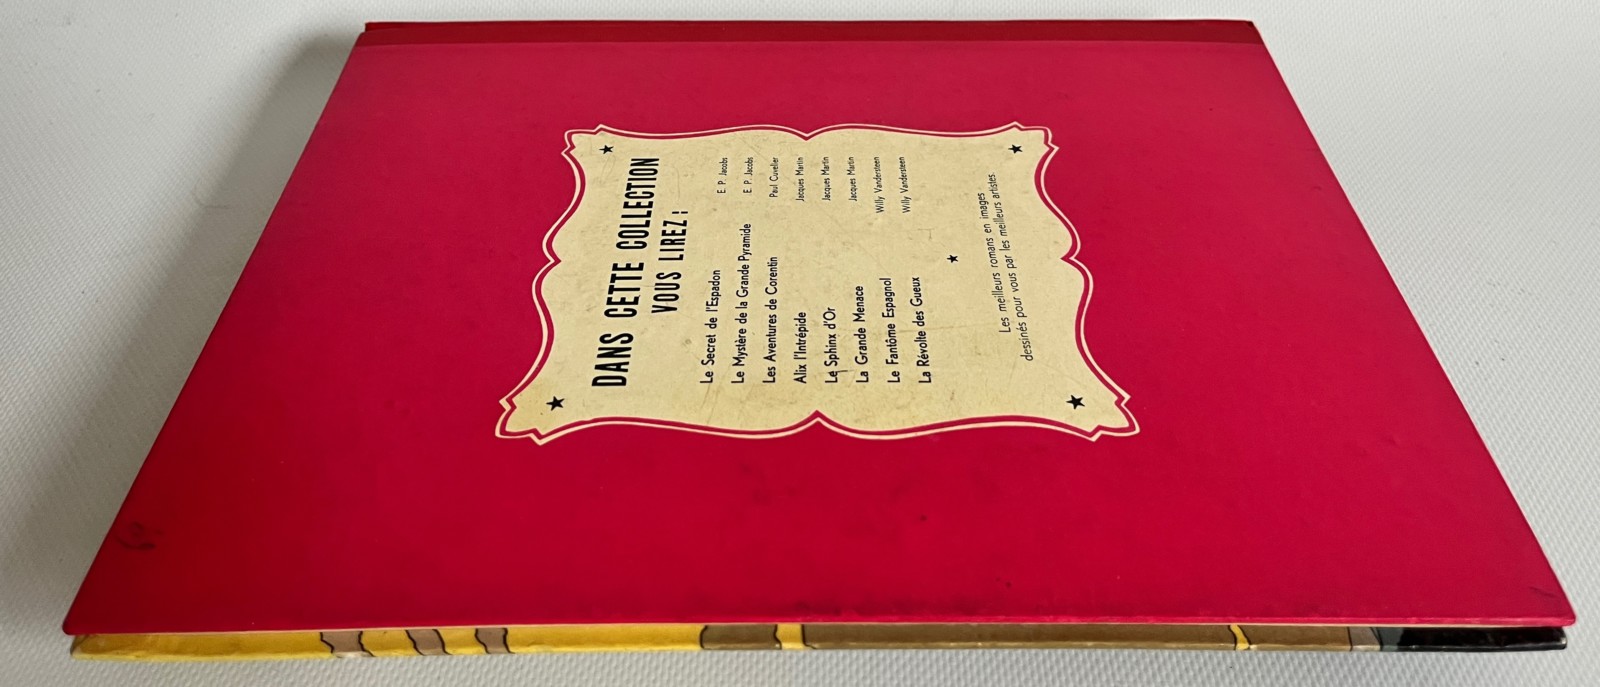 DANS CETTE COLLECTION
VOUS LIREZ :
Le Secret de l'Espadon E. P. Jacobs
Le Mystère de la Grande Pyramide E. P. Jacobs
Les Aventures de Corentin Paul Cuvelier
Alix l'Intrépide Jacques Martin
Le Sphinx d'Or Jacques Martin
La Grande Menace Jacques Martin
Le Fantôme Espagnol Willy Vandersteen
La Révolte des Gueux Willy Vandersteen
Les meilleurs romans en images
dessinés pour vous par les meilleurs artistes.